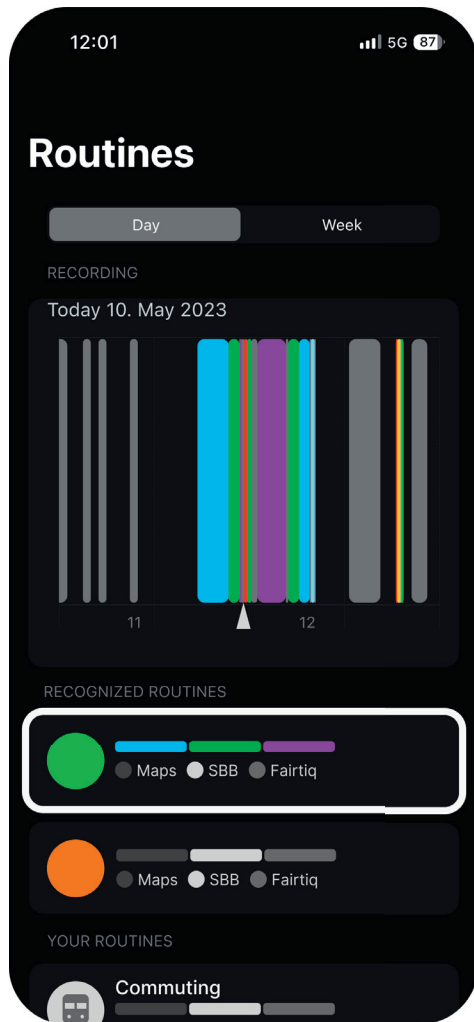 12:01 5G 87
Routines
Day Week
RECORDING
Today 10. May 2023
11 12
RECOGNIZED ROUTINES
Maps SBB Fairtiq
Maps SBB Fairtiq
YOUR ROUTINES
Commuting